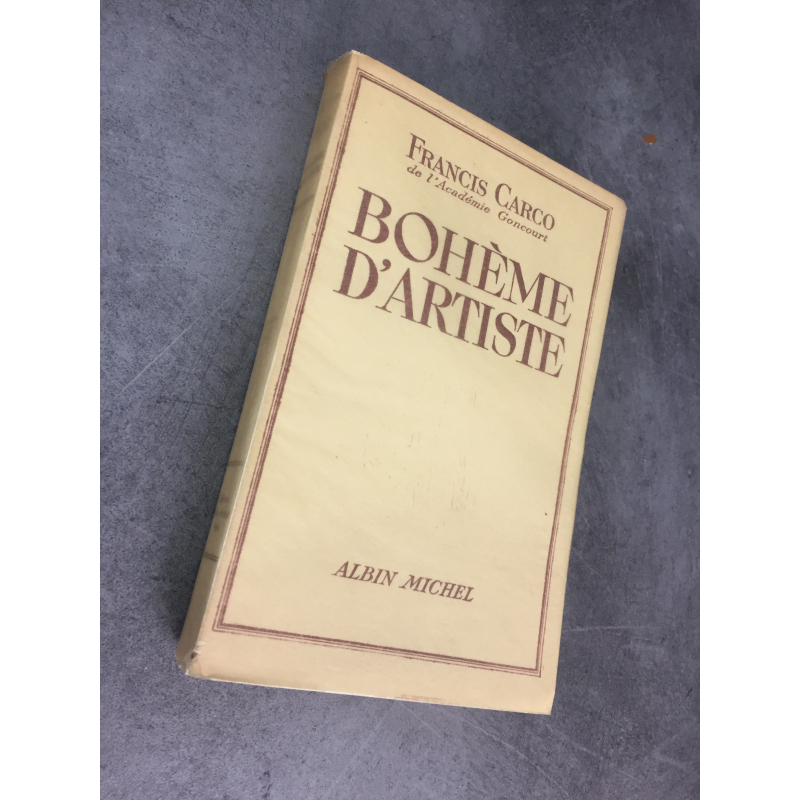 FRANCIS CARCO
de l'Académie Goncourt
BOHÈME
D'ARTISTE
ALBIN MICHEL